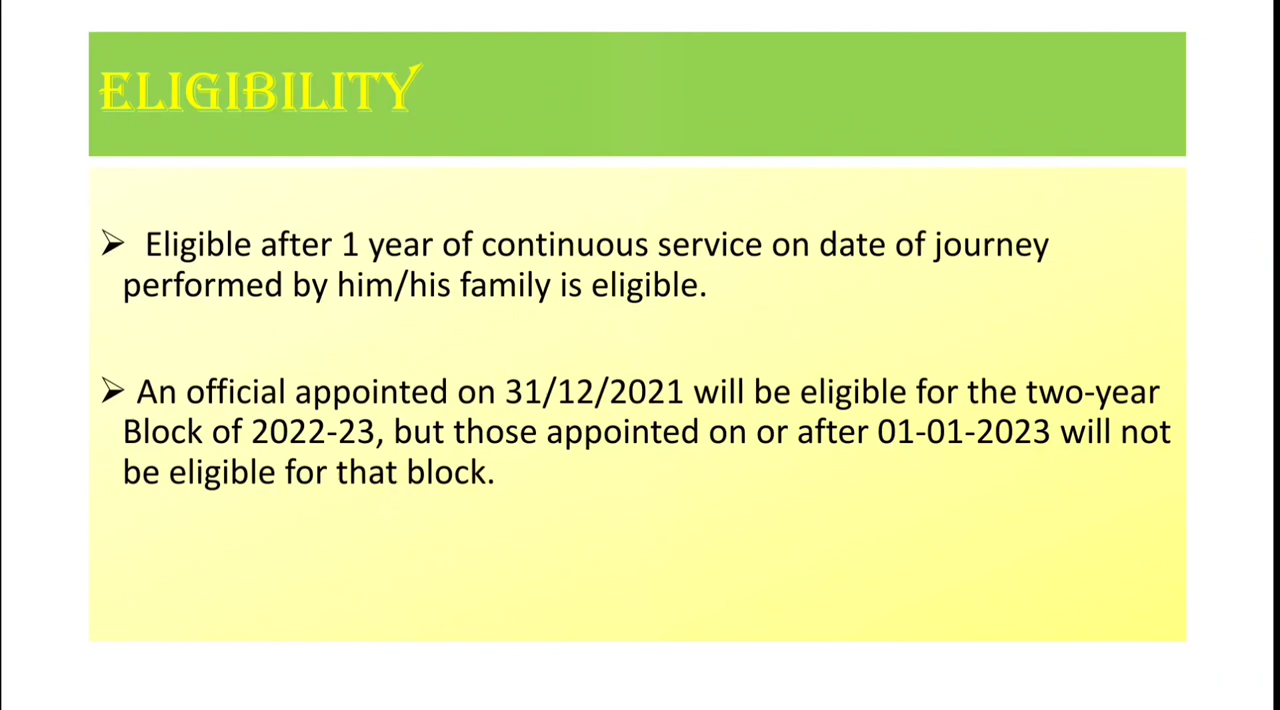 ELIGIBILITY
➢ Eligible after 1 year of continuous service on date of journey
performed by him/his family is eligible.
➢ An official appointed on 31/12/2021 will be eligible for the two-year
Block of 2022-23, but those appointed on or after 01-01-2023 will not
be eligible for that block.